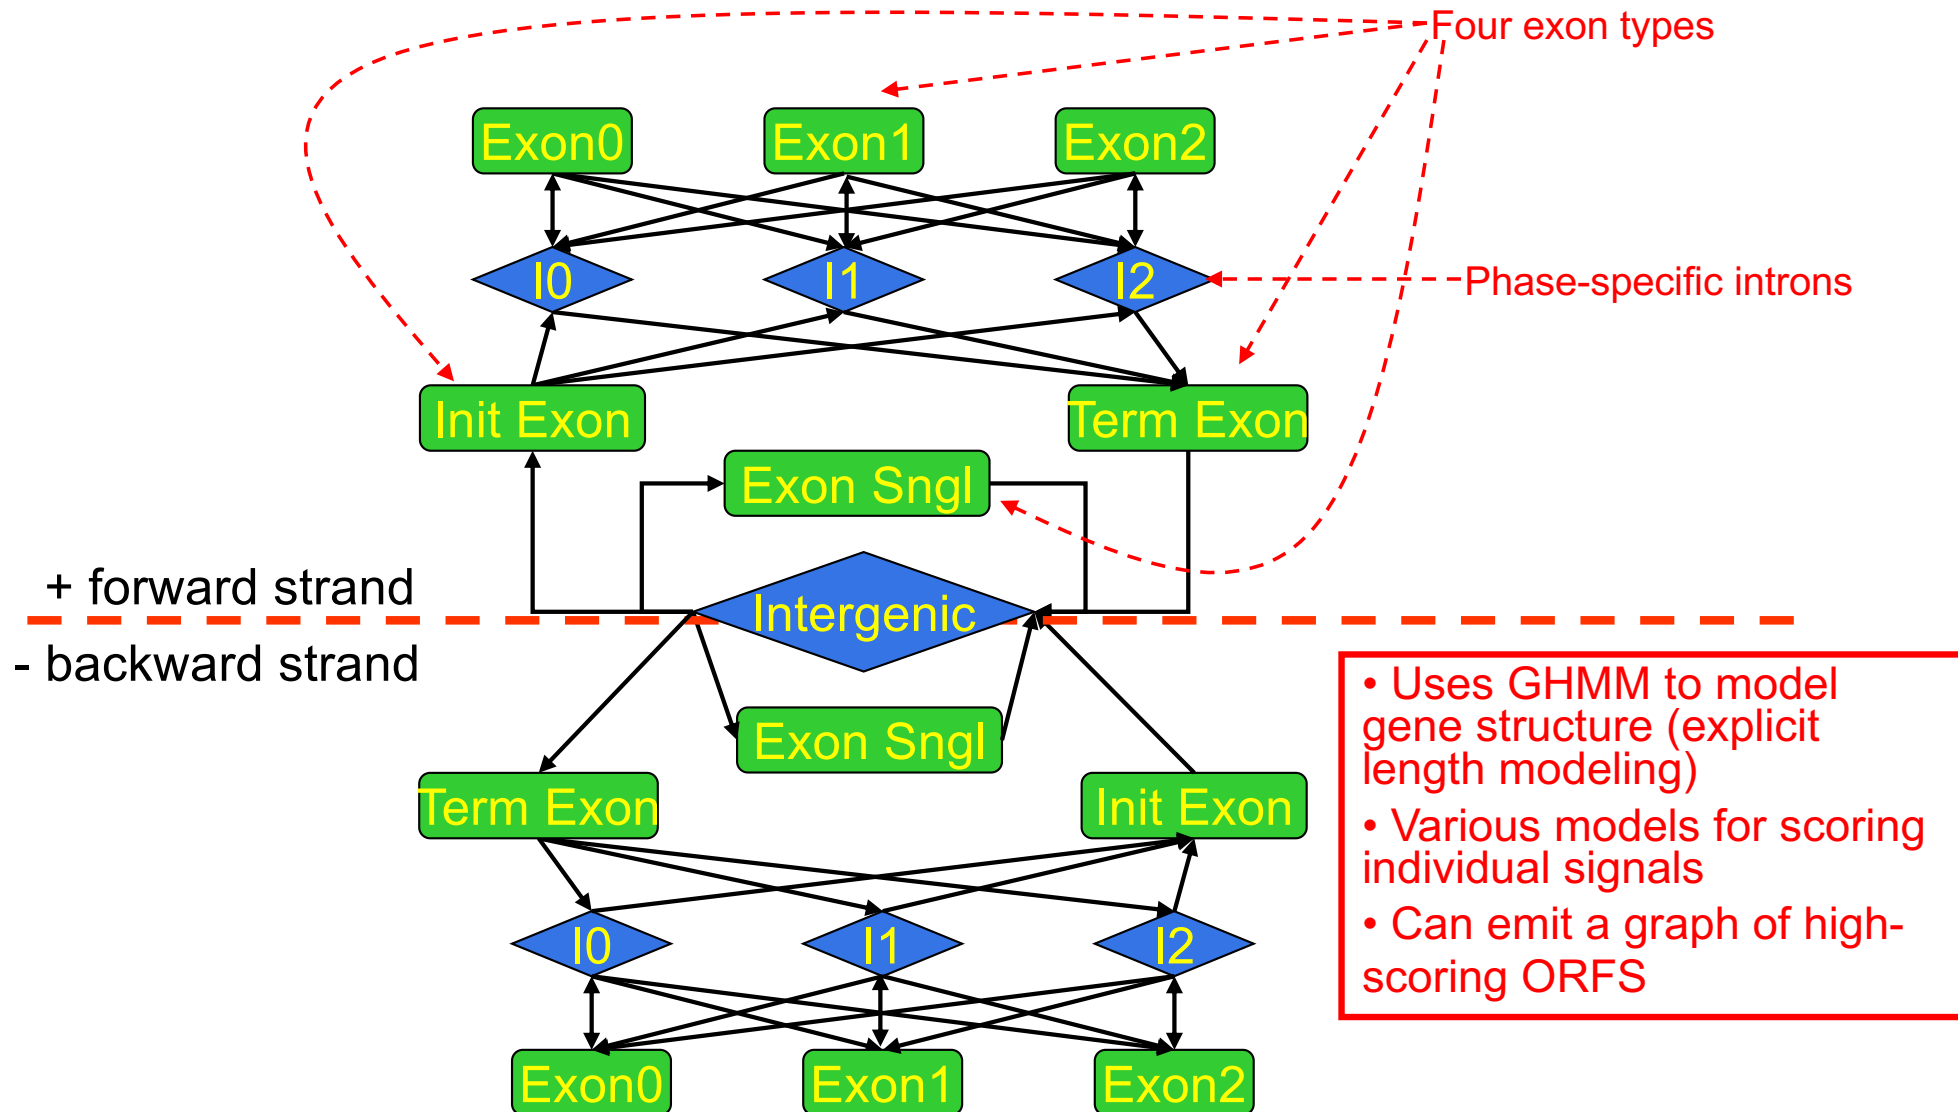 Four exon types
Exon0
Exon1
Exon2
I0
I1
I2
Phase-specific introns
Init Exon
Term Exon
Exon Sngl
+ forward strand
Intergenic
- backward strand
• Uses GHMM to model
gene structure (explicit
length modeling)
• Various models for scoring
individual signals
• Can emit a graph of high-
scoring ORFS
Exon Sngl
Term Exon
Init Exon
I0
I1
I2
Exon0
Exon1
Exon2